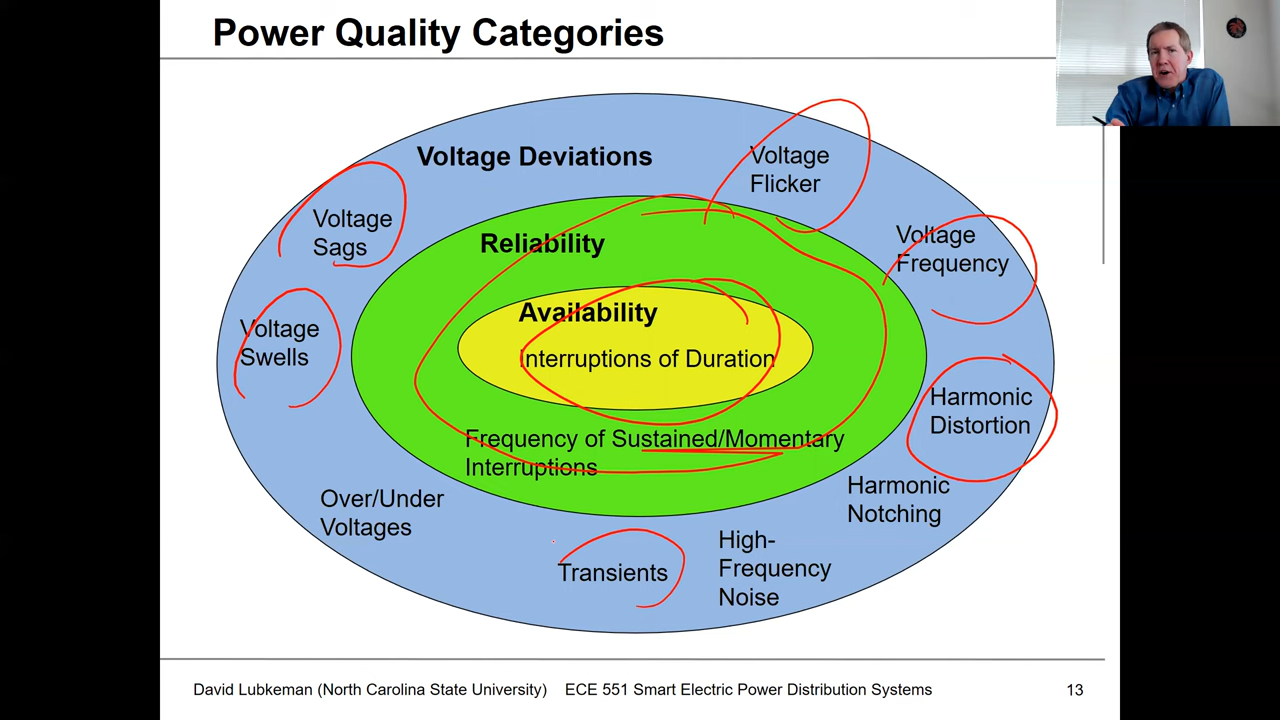 Power Quality Categories
Voltage Deviations
Voltage
Flicker
Voltage
Sags
Voltage
Frequency
Reliability
Availability
Interruptions of Duration
Voltage
Swells
Harmonic
Distortion
Frequency of Sustained/Momentary
Interruptions
Harmonic
Notching
Over/Under
Voltages
High-
Frequency
Noise
Transients
David Lubkeman (North Carolina State University)
ECE 551 Smart Electric Power Distribution Systems
13